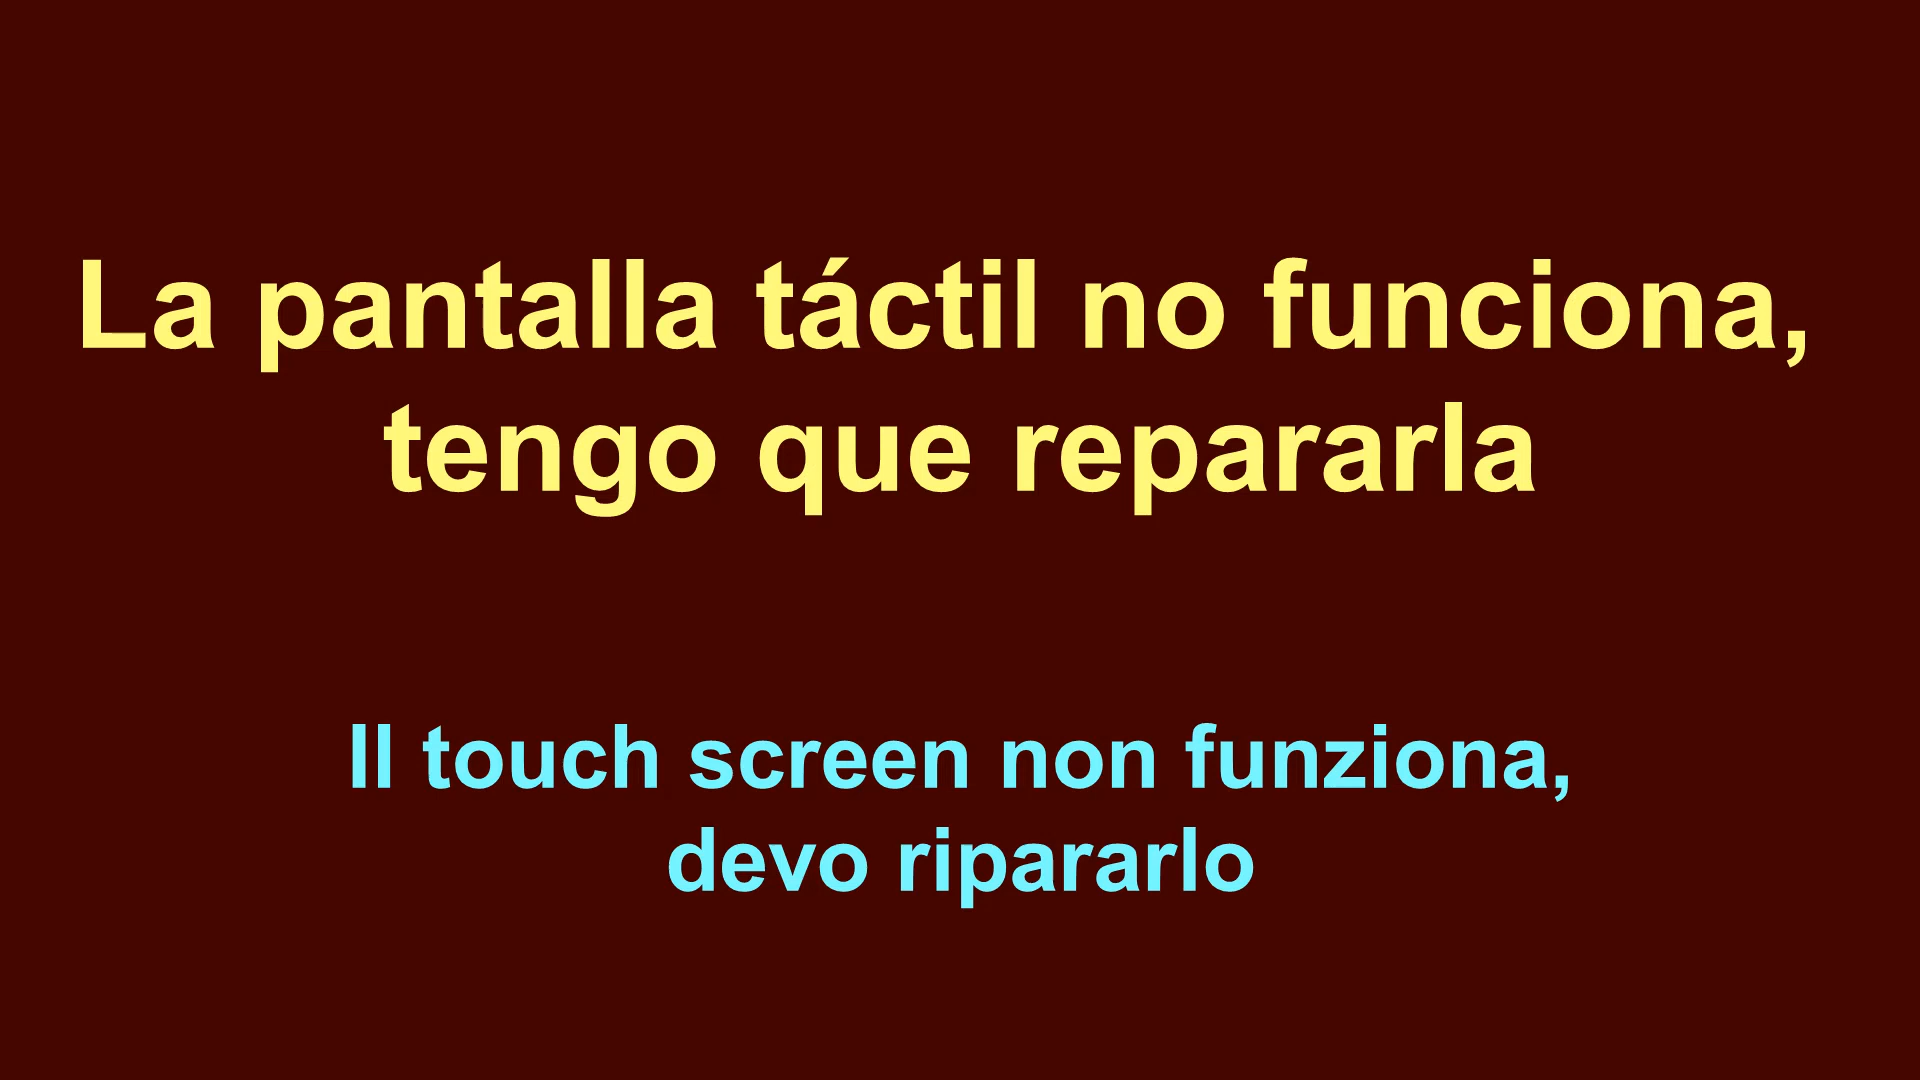 La pantalla táctil no funciona,
tengo que repararla
Il touch screen non funziona,
devo ripararlo